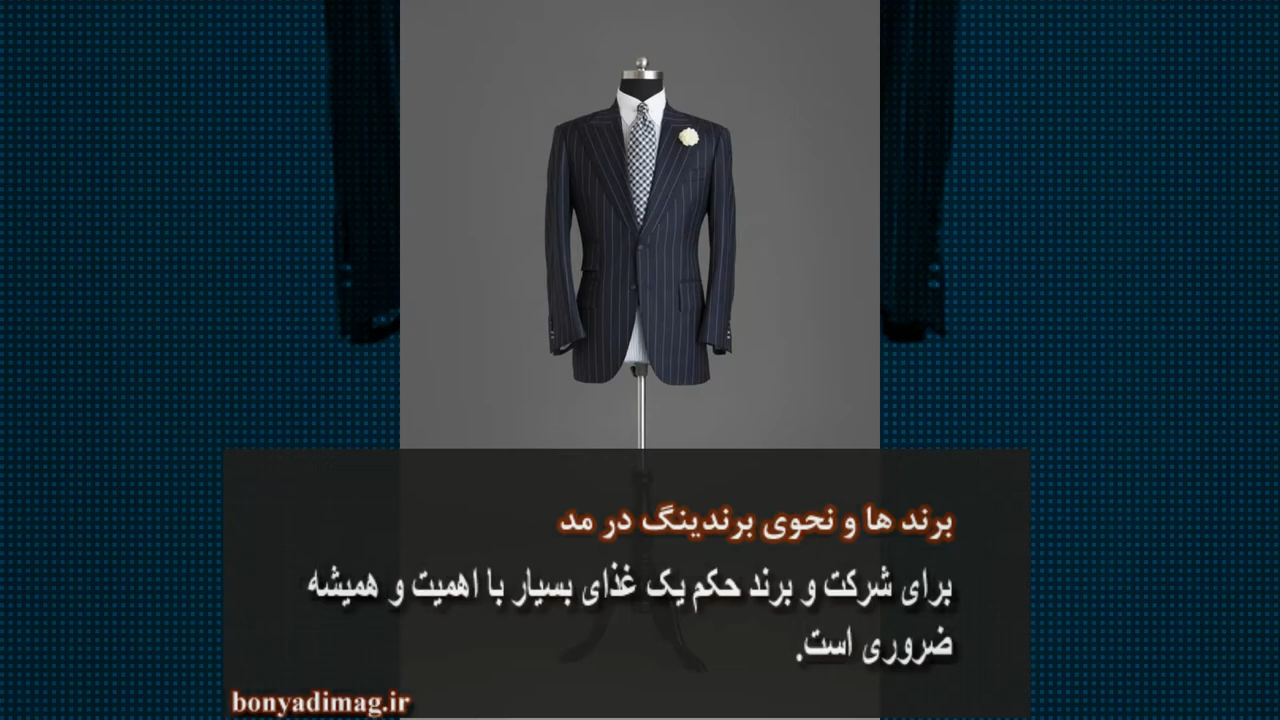 برند ها و نحوی برندینگ در مد
برای شرکت و برند حکم یک غذای بسیار با اهمیت و همیشه
ضروری است.
bonyadimag.ir